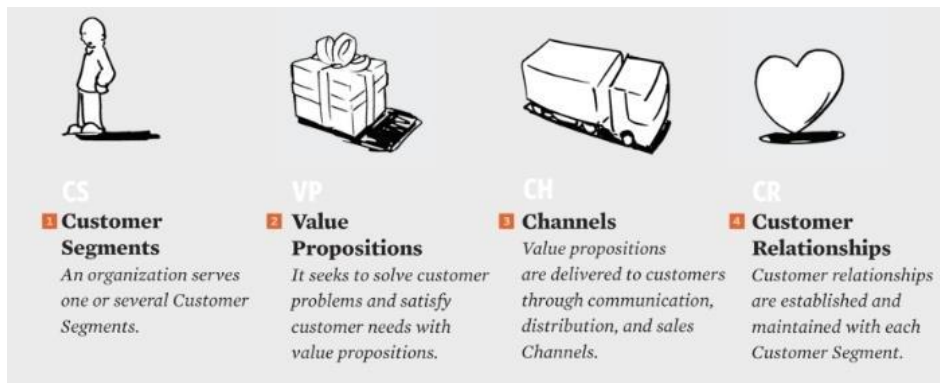 CS
1 Customer
Segments
An organization serves
one or several Customer
Segments.
VP
2 Value
Propositions
It seeks to solve customer
problems and satisfy
customer needs with
value propositions.
CH
3 Channels
Value propositions
are delivered to customers
through communication,
distribution, and sales
Channels.
CR
4 Customer
Relationships
Customer relationships
are established and
maintained with each
Customer Segment.